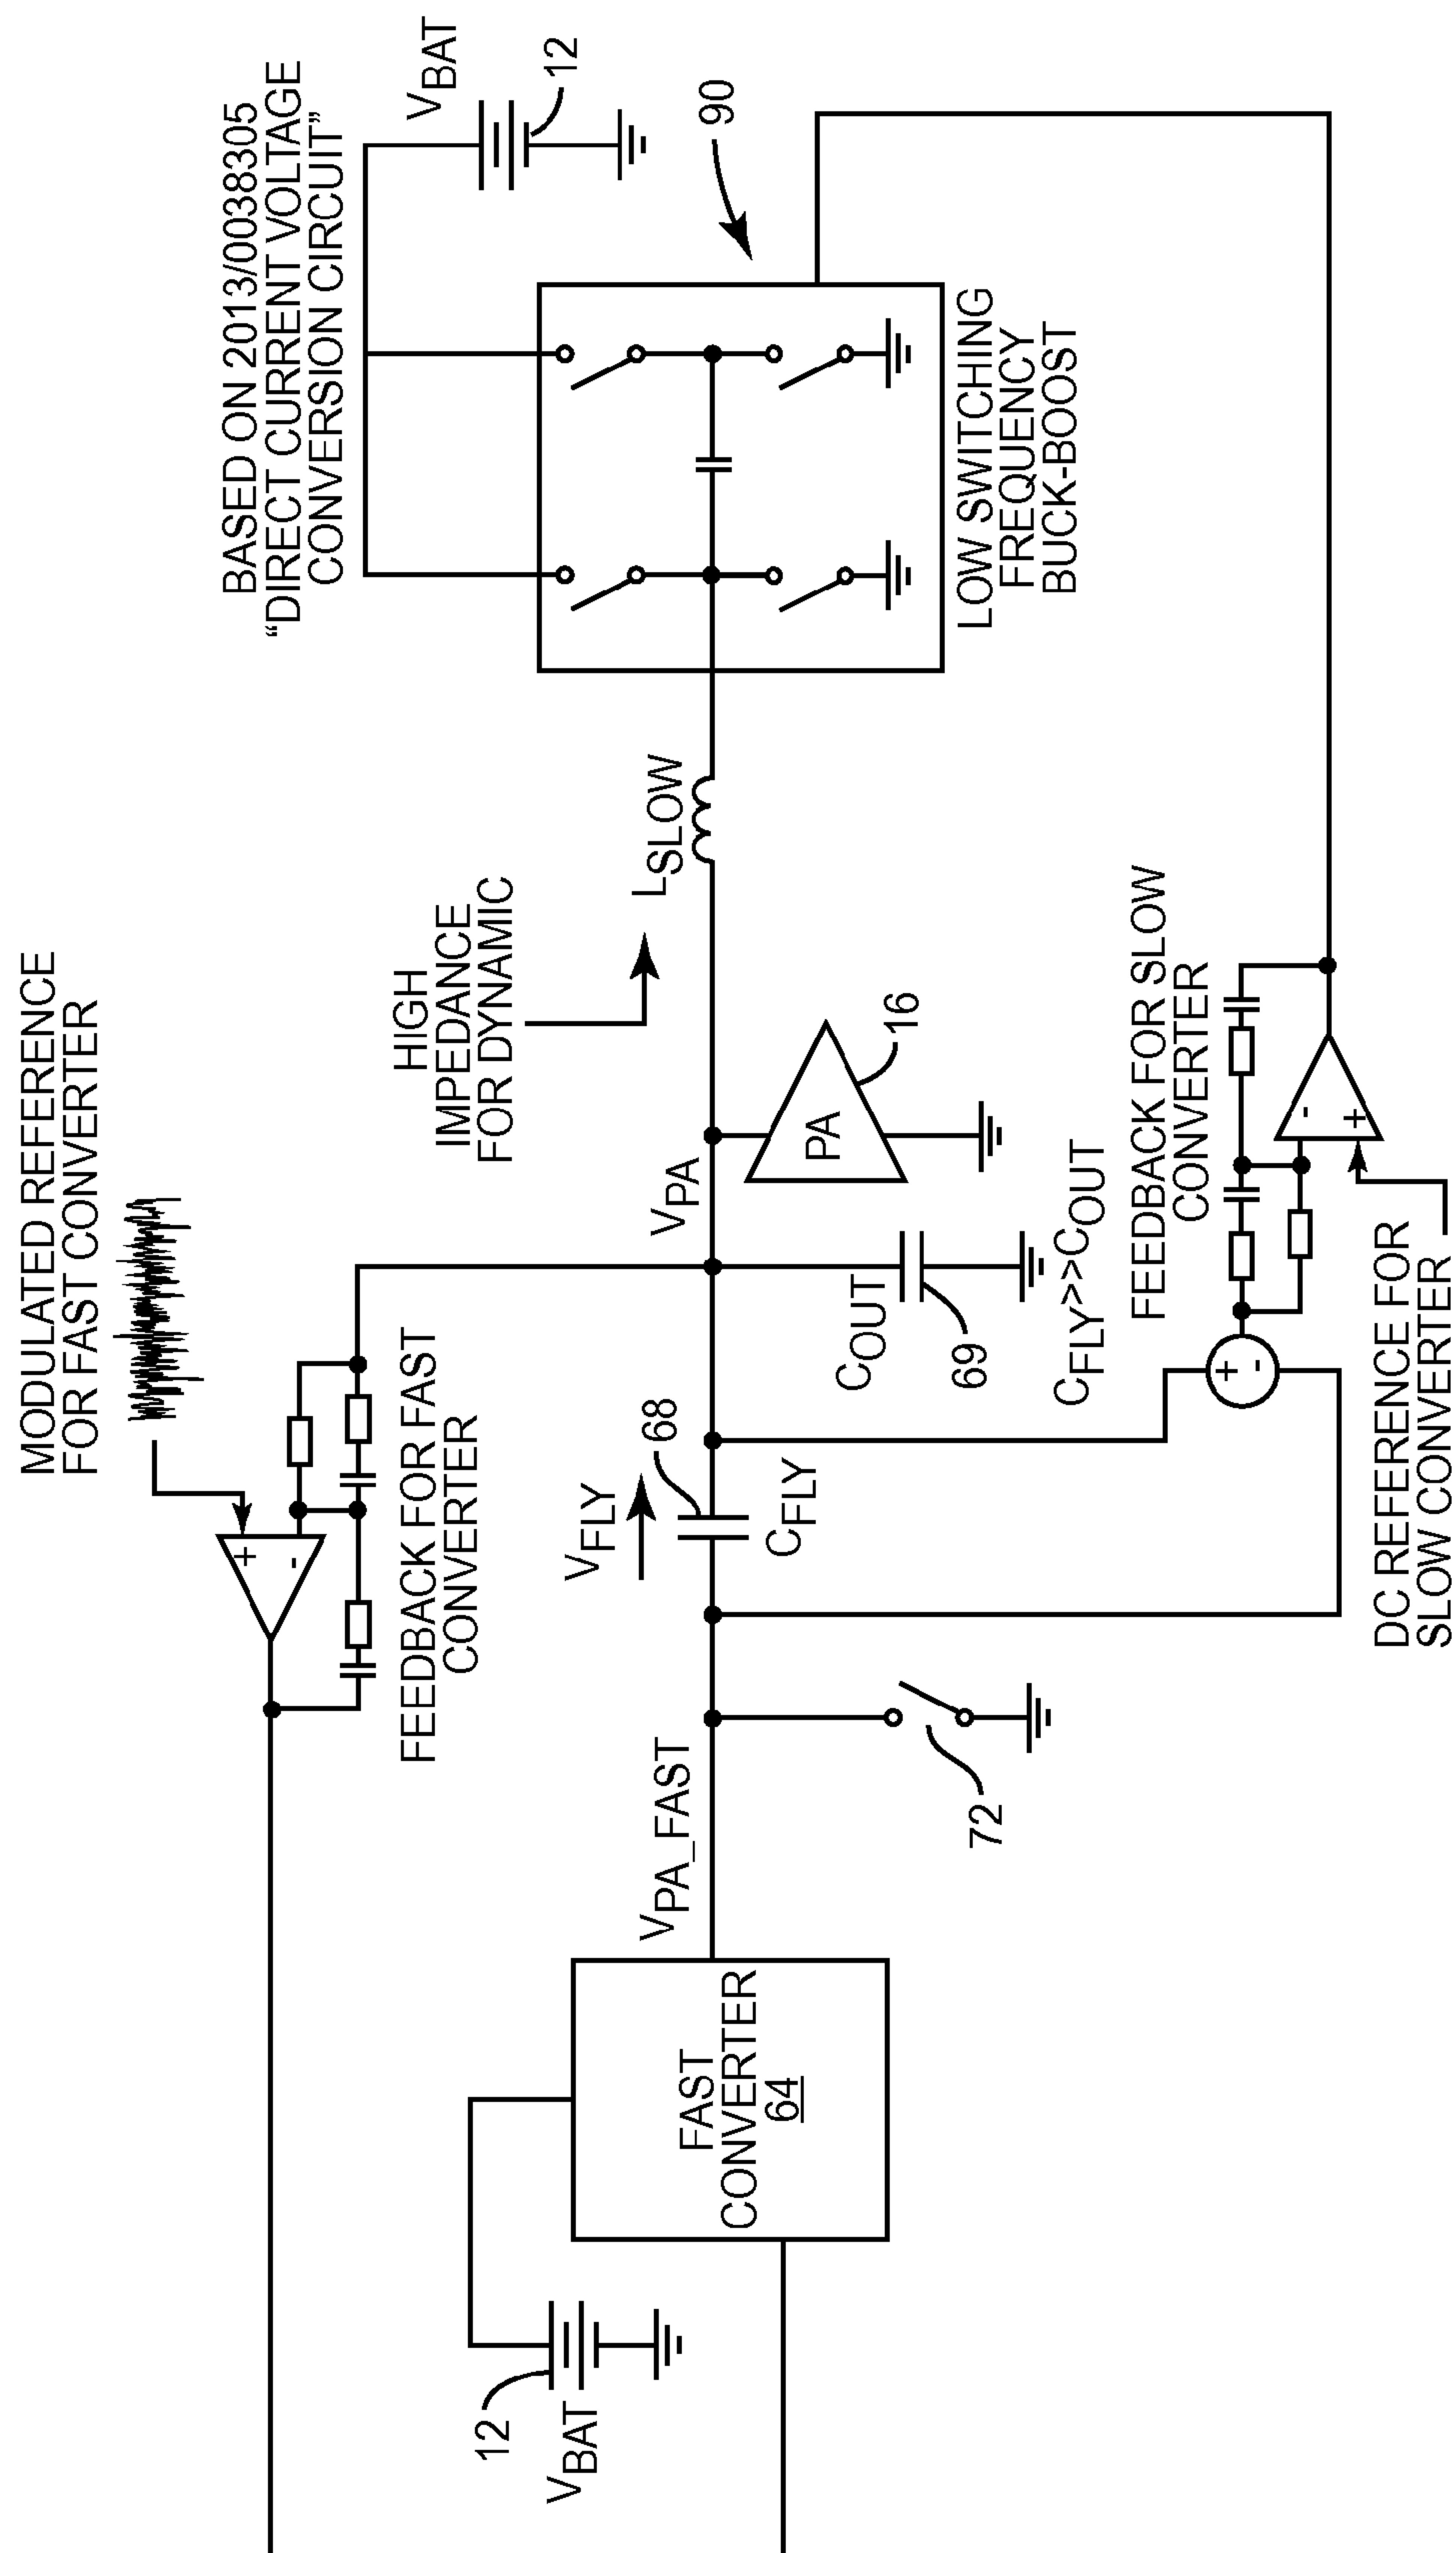 MODULATED REFERENCE
FOR FAST CONVERTER
+
-
FEEDBACK FOR FAST
CONVERTER
12
VBAT
FAST
CONVERTER
64
VPA_FAST
72
VFLY
68
CFLY
VPA
COUT
69
CFLY>>COUT
PA
16
HIGH
IMPEDANCE
FOR DYNAMIC
LSLOW
BASED ON 2013/0038305
"DIRECT CURRENT VOLTAGE
CONVERSION CIRCUIT"
VBAT
12
90
LOW SWITCHING
FREQUENCY
BUCK-BOOST
FEEDBACK FOR SLOW
CONVERTER
+
-
-
+
DC REFERENCE FOR
SLOW CONVERTER